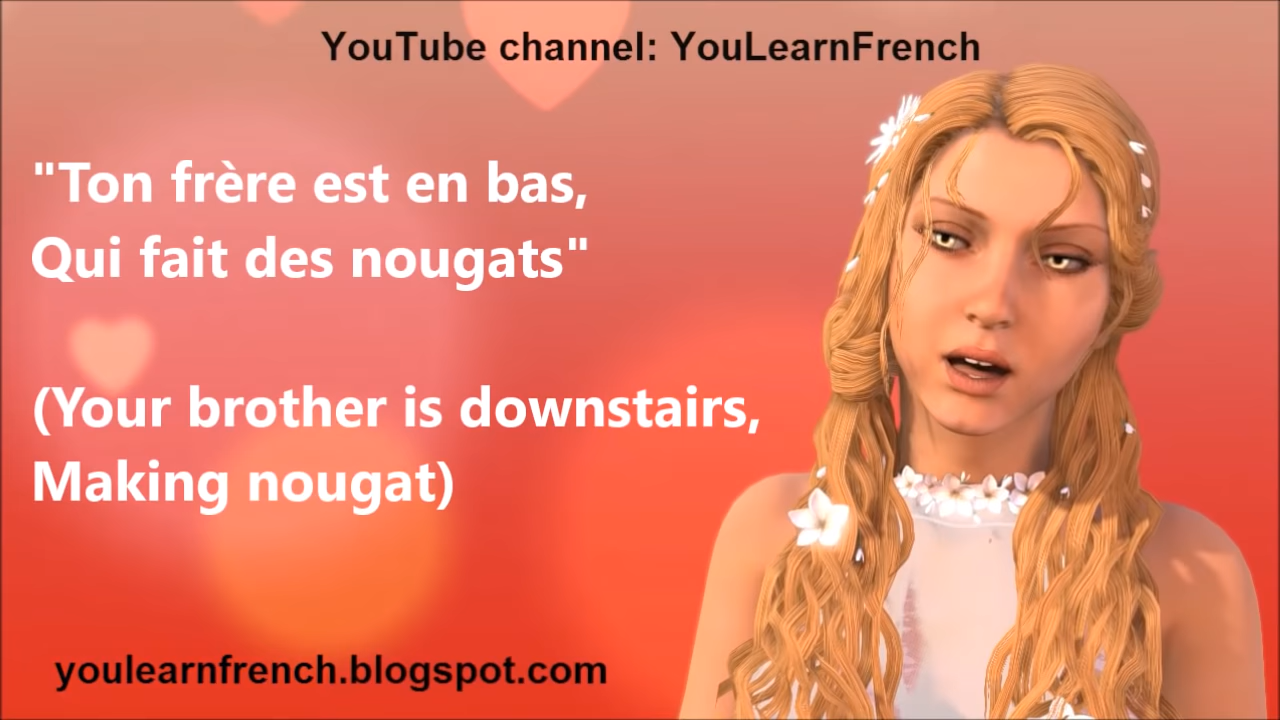 YouTube channel: YouLearnFrench
"Ton frère est en bas,
Qui fait des nougats"
(Your brother is downstairs,
Making nougat)
youlearnfrench.blogspot.com